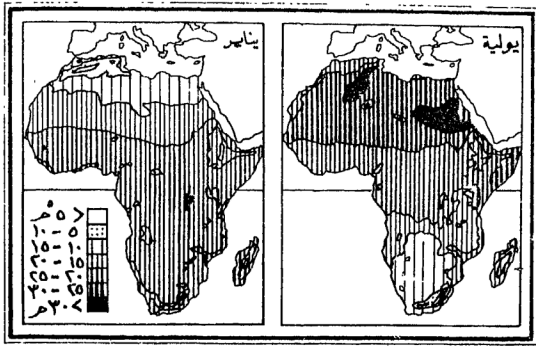 يولية
يناير
< ٥ °م
٥ - ١٠
١٠ - ١٥
١٥ - ٢٠
٢٠ - ٢٥
٢٥ - ٣٠
> ٣٠ م